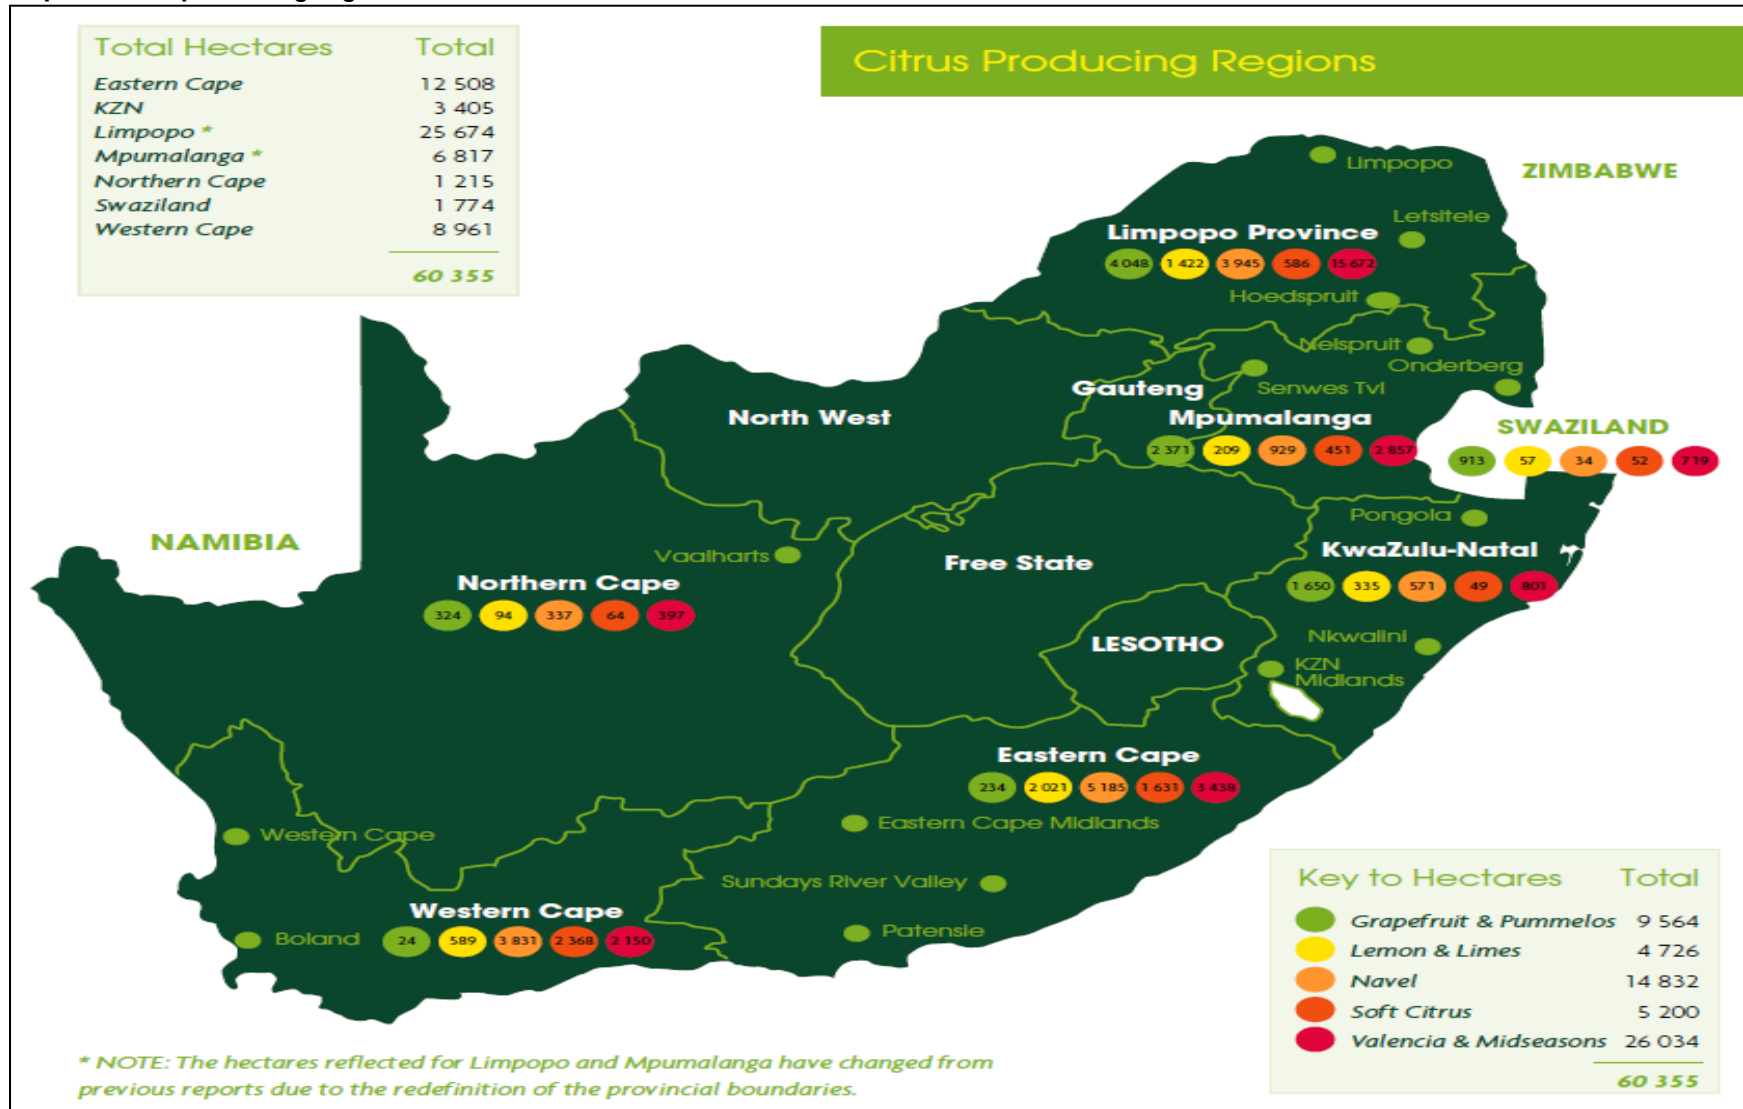 Total Hectares Total
Eastern Cape 12 508
KZN 3 405
Limpopo * 25 674
Mpumalanga * 6 817
Northern Cape 1 215
Swaziland 1 774
Western Cape 8 961
60 355
Citrus Producing Regions
Limpopo
ZIMBABWE
Letsitele
Limpopo Province
4 048 1 422 3 945 586 15 672
Hoedspruit
Nelspruit
Onderberg
Gauteng
Senwes Tvl
North West
Mpumalanga
2 371 209 929 451 2 857
SWAZILAND
913 57 34 52 719
Pongola
NAMIBIA
Vaalharts
Free State
KwaZulu-Natal
1 650 335 571 49 801
Northern Cape
324 94 337 64 397
LESOTHO
Nkwalini
KZN
Midlands
Eastern Cape
234 2 021 5 185 1 631 3 438
Western Cape
Eastern Cape Midlands
Sundays River Valley
Western Cape
24 589 3 831 2 368 2 150
Boland
Patensie
Key to Hectares Total
Grapefruit & Pummelos 9 564
Lemon & Limes 4 726
Navel 14 832
Soft Citrus 5 200
Valencia & Midseasons 26 034
60 355
* NOTE: The hectares reflected for Limpopo and Mpumalanga have changed from
previous reports due to the redefinition of the provincial boundaries.